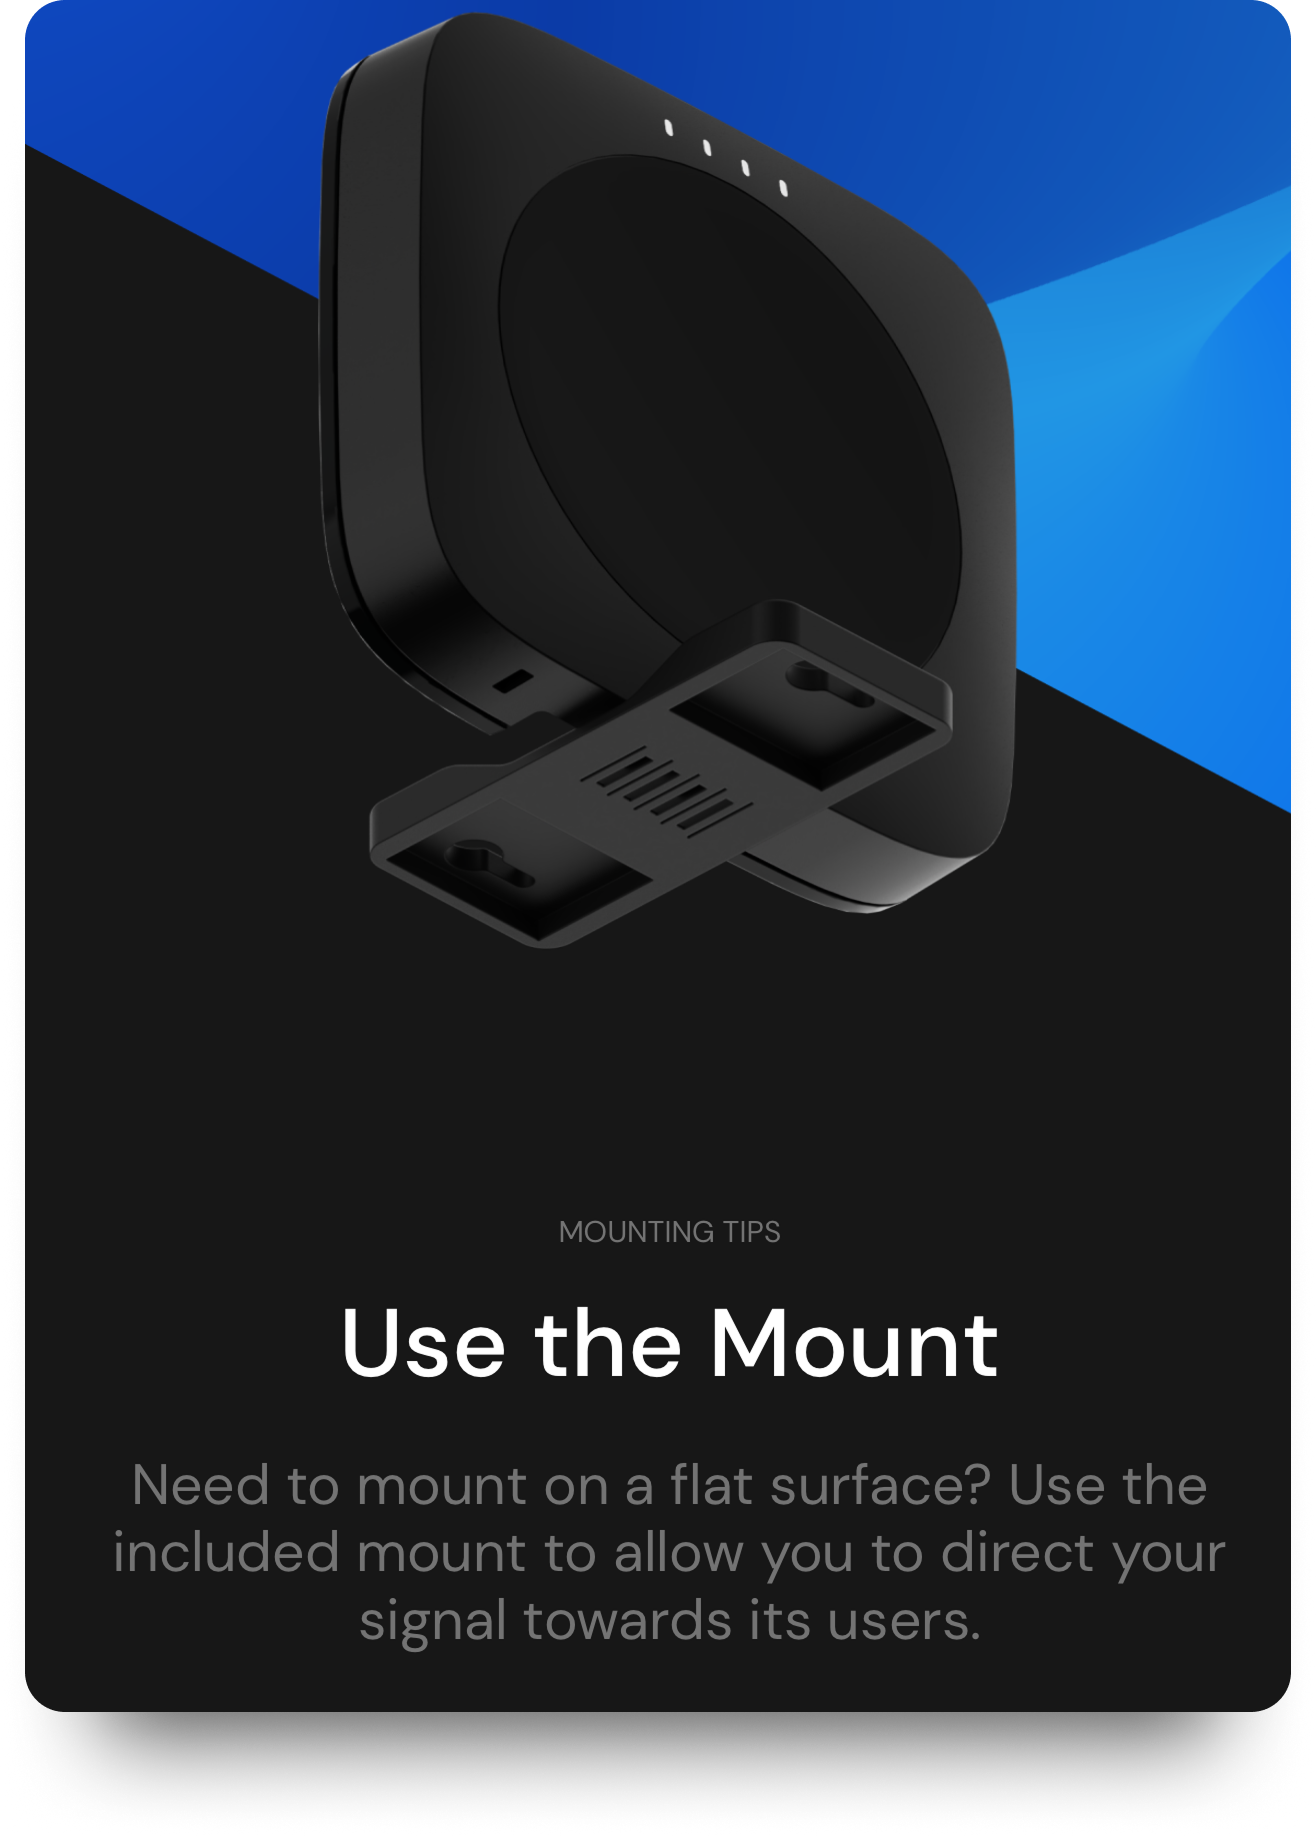 MOUNTING TIPS
Use the Mount
Need to mount on a flat surface? Use the
included mount to allow you to direct your
signal towards its users.